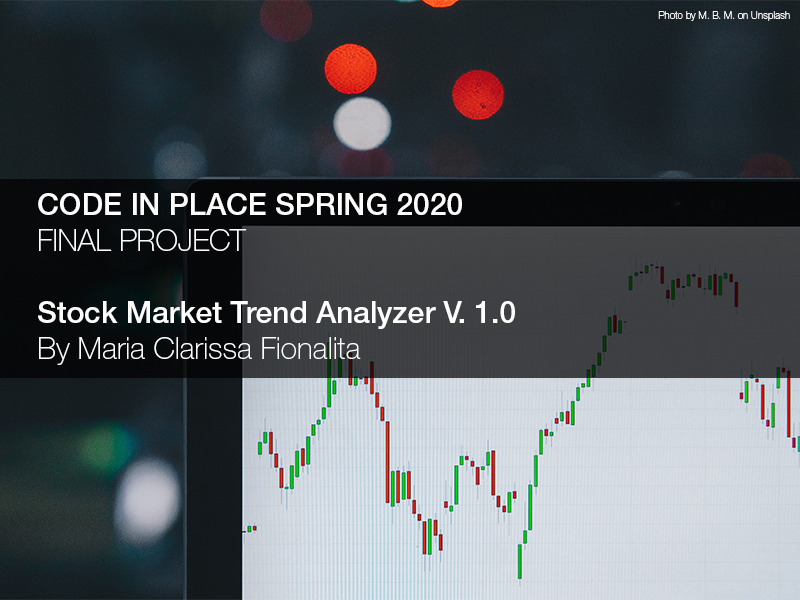 Photo by M. B. M. on Unsplash
CODE IN PLACE SPRING 2020
FINAL PROJECT
Stock Market Trend Analyzer V. 1.0
By Maria Clarissa Fionalita